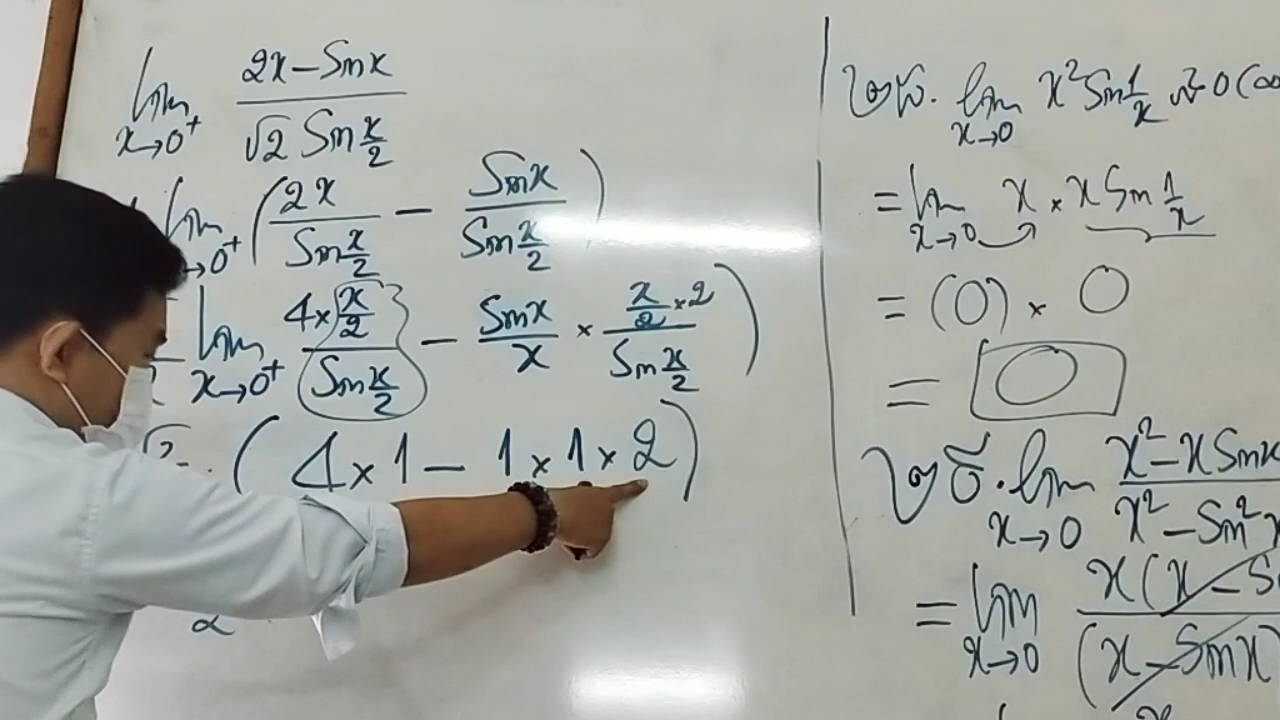 lim x→0⁺ (2x − Sin x)/(√2 Sin x/2)
lim →0⁺ (2x/(Sin x/2) − Sin x/(Sin x/2))
lim x→0⁺ (4 × x/2)/(Sin x/2) − (Sin x)/x × (x/2 × 2)/(Sin x/2))
(4 × 1 − 1 × 1 × 2)
2
lim x→0 x² Sin 1/x
= lim x→0 x × x Sin 1/x
= (0) × 0
= 0
lim x→0 (x² − x Sin x)/(x² − Sin² x
= lim x→0 x(x − S/(x − Sin x)